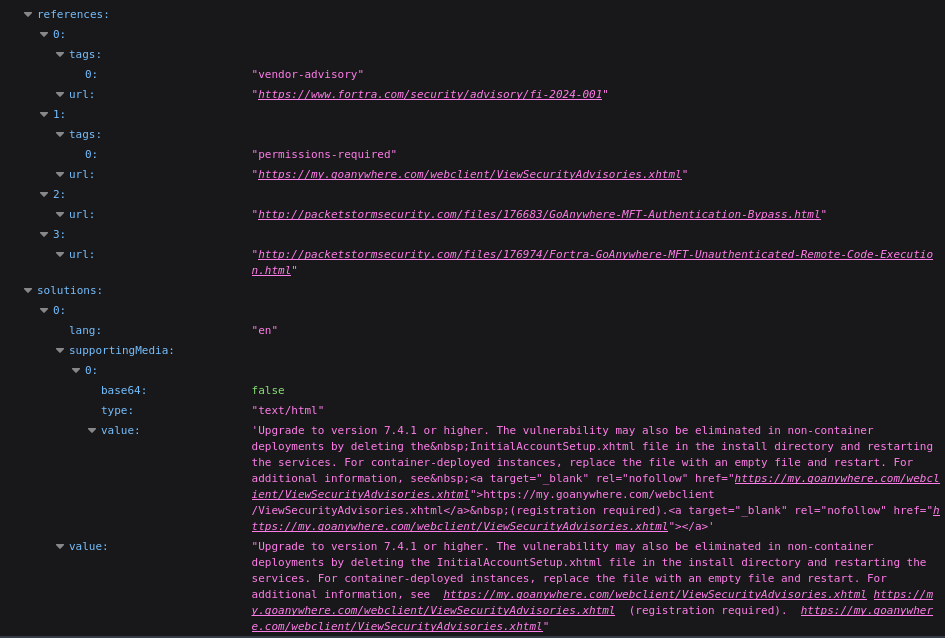 references:
0:
tags:
0: "vendor-advisory"
url: "https://www.fortra.com/security/advisory/fi-2024-001"
1:
tags:
0: "permissions-required"
url: "https://my.goanywhere.com/webclient/ViewSecurityAdvisories.xhtml"
2:
url: "http://packetstormsecurity.com/files/176683/GoAnywhere-MFT-Authentication-Bypass.html"
3:
url: "http://packetstormsecurity.com/files/176974/Fortra-GoAnywhere-MFT-Unauthenticated-Remote-Code-Executio
n.html"
solutions:
0:
lang: "en"
supportingMedia:
0:
base64: false
type: "text/html"
value: 'Upgrade to version 7.4.1 or higher. The vulnerability may also be eliminated in non-container
deployments by deleting the&nbsp;InitialAccountSetup.xhtml file in the install directory and restarting
the services. For container-deployed instances, replace the file with an empty file and restart. For
additional information, see&nbsp;<a target="_blank" rel="nofollow" href="https://my.goanywhere.com/webcl
ient/ViewSecurityAdvisories.xhtml">https://my.goanywhere.com/webclient
/ViewSecurityAdvisories.xhtml</a>&nbsp;(registration required).<a target="_blank" rel="nofollow" href="h
ttps://my.goanywhere.com/webclient/ViewSecurityAdvisories.xhtml"></a>'
value: "Upgrade to version 7.4.1 or higher. The vulnerability may also be eliminated in non-container
deployments by deleting the InitialAccountSetup.xhtml file in the install directory and restarting the
services. For container-deployed instances, replace the file with an empty file and restart. For
additional information, see  https://my.goanywhere.com/webclient/ViewSecurityAdvisories.xhtml https://m
y.goanywhere.com/webclient/ViewSecurityAdvisories.xhtml  (registration required).  https://my.goanywher
e.com/webclient/ViewSecurityAdvisories.xhtml"